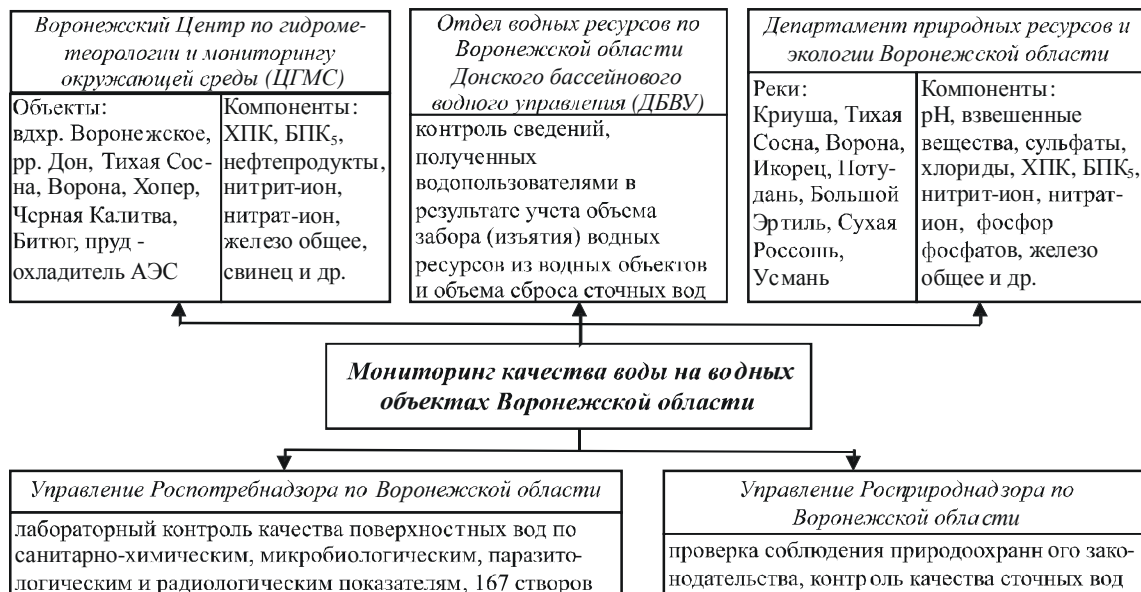 Воронежский Центр по гидроме-
теорологии и мониторингу
окружающей среды (ЦГМС)
Объекты:
вдхр. Воронежское,
рр. Дон, Тихая Сос-
на, Ворона, Хопер,
Черная Калитва,
Битюг, пруд -
охладитель АЭС
Компоненты:
ХПК, БПК₅,
нефтепродукты,
нитрит-ион,
нитрат-ион,
железо общее,
свинец и др.
Отдел водных ресурсов по
Воронежской области
Донского бассейнового
водного управления (ДБВУ)
контроль сведений,
полученных
водопользователями в
результате учета объема
забора (изъятия) водных
ресурсов из водных объектов
и объема сброса сточных вод
Департамент природных ресурсов и
экологии Воронежской области
Реки:
Криуша, Тихая
Сосна, Ворона,
Икорец, Поту-
дань, Большой
Эртиль, Сухая
Россошь,
Усмань
Компоненты:
рН, взвешенные
вещества, сульфаты,
хлориды, ХПК, БПК₅,
нитрит-ион, нитрат-
ион, фосфор
фосфатов, железо
общее и др.
Мониторинг качества воды на водных
объектах Воронежской области
Управление Роспотребнадзора по Воронежской области
лабораторный контроль качества поверхностных вод по
санитарно-химическим, микробиологическим, паразито-
логическим и радиологическим показателям, 167 створов
Управление Росприроднадзора по
Воронежской области
проверка соблюдения природоохранн ого зако-
нодательства, контроль качества сточных вод